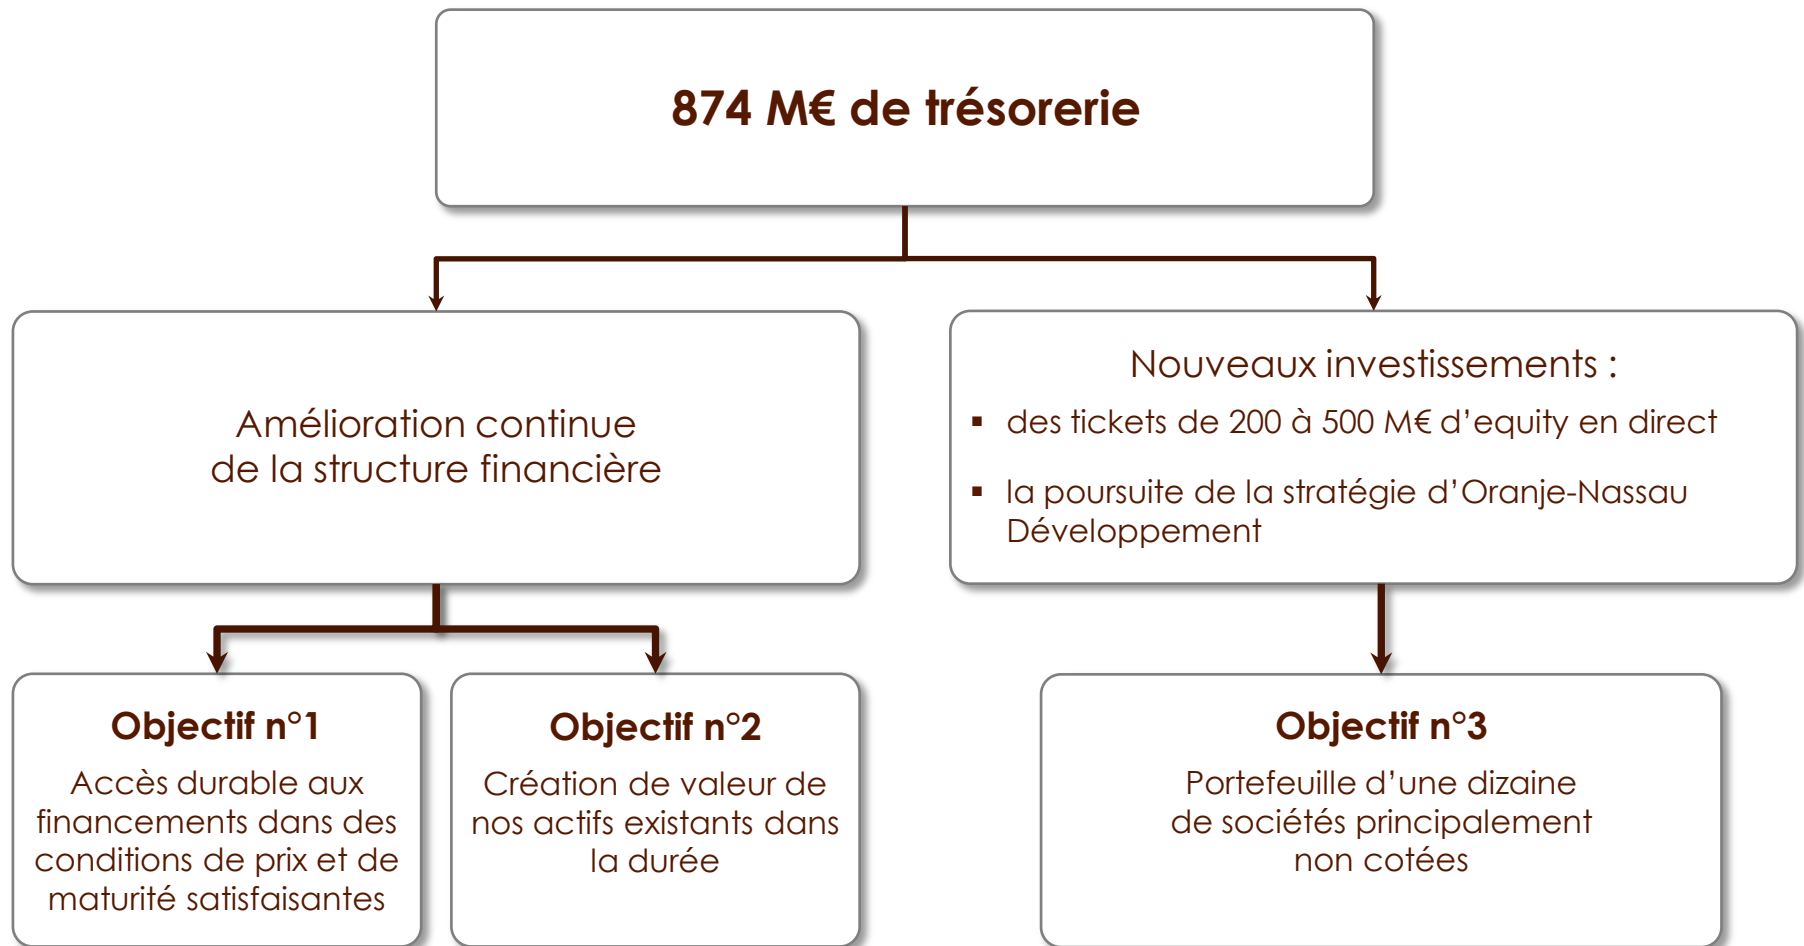 874 M€ de trésorerie
Amélioration continue
de la structure financière
Nouveaux investissements :
▪ des tickets de 200 à 500 M€ d’equity en direct
▪ la poursuite de la stratégie d’Oranje-Nassau
Développement
Objectif n°1
Accès durable aux
financements dans des
conditions de prix et de
maturité satisfaisantes
Objectif n°2
Création de valeur de
nos actifs existants dans
la durée
Objectif n°3
Portefeuille d’une dizaine
de sociétés principalement
non cotées